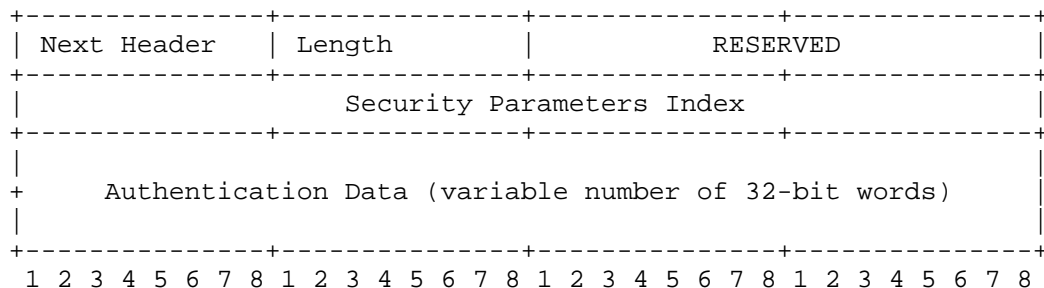 Next Header Length RESERVED
Security Parameters Index
Authentication Data (variable number of 32-bit words)
1 2 3 4 5 6 7 8 1 2 3 4 5 6 7 8 1 2 3 4 5 6 7 8 1 2 3 4 5 6 7 8